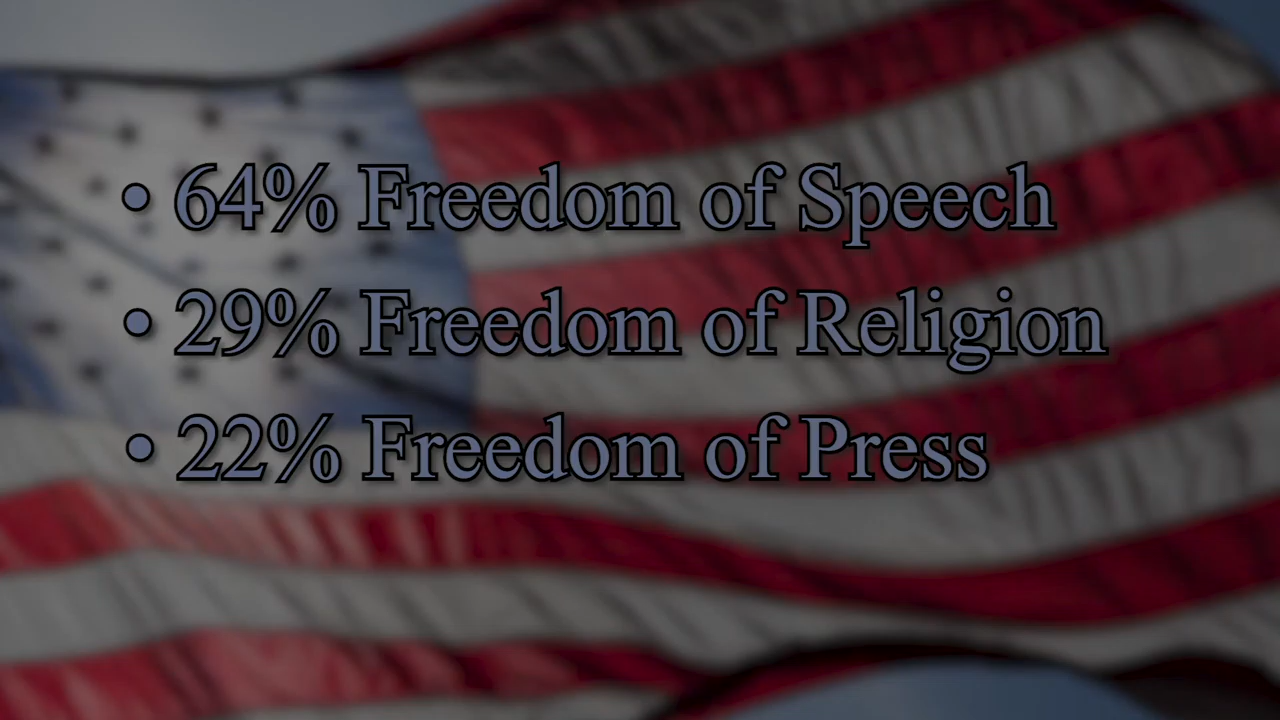 • 64% Freedom of Speech
• 29% Freedom of Religion
• 22% Freedom of Press